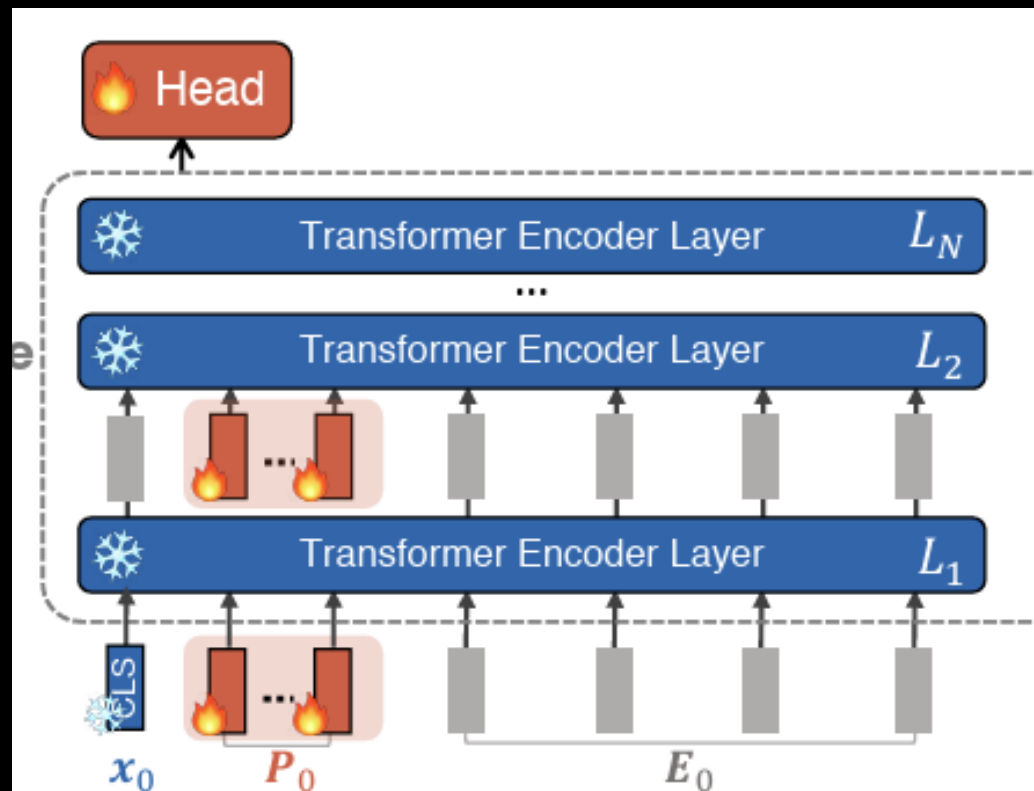 Head
Transformer Encoder Layer L_N
...
e
Transformer Encoder Layer L_2
...
Transformer Encoder Layer L_1
CLS
...
x_0 P_0 E_0